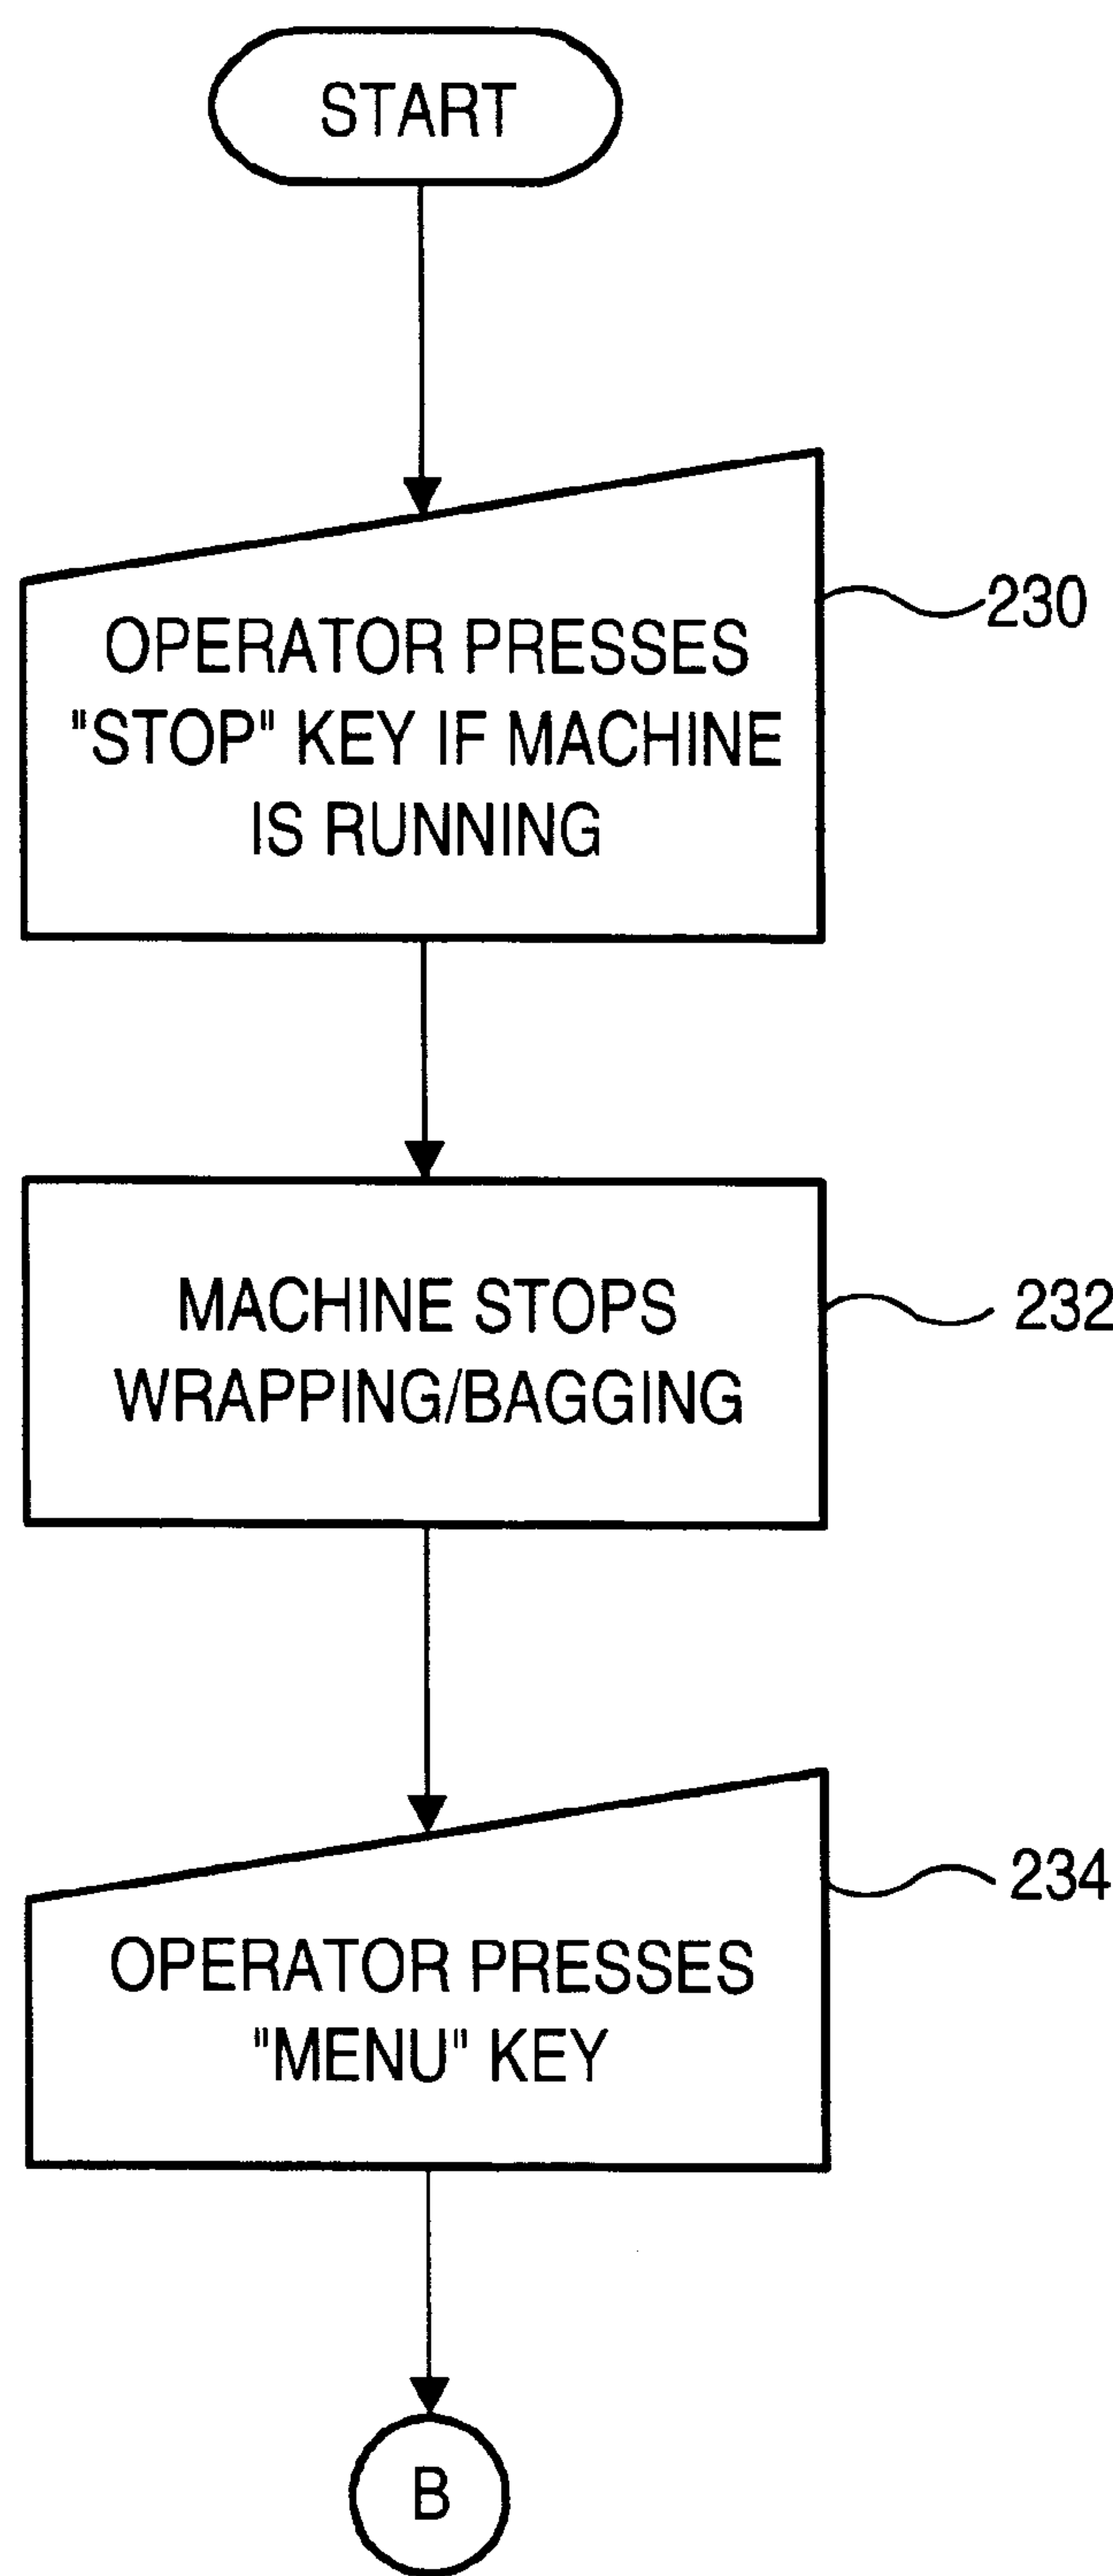 START
OPERATOR PRESSES
"STOP" KEY IF MACHINE
IS RUNNING
230
MACHINE STOPS
WRAPPING/BAGGING
232
OPERATOR PRESSES
"MENU" KEY
234
B